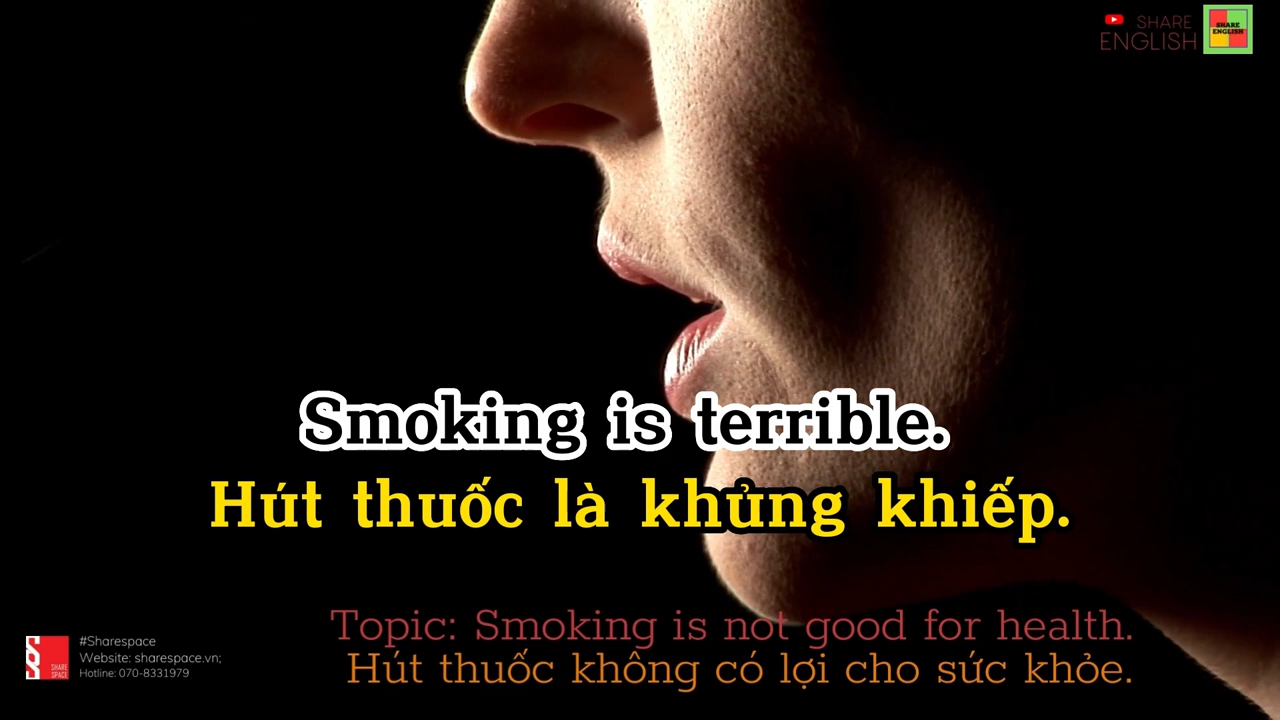 SHARE
ENGLISH
SHARE
ENGLISH
Smoking is terrible.
Hút thuốc là khủng khiếp.
Topic: Smoking is not good for health.
Hút thuốc không có lợi cho sức khỏe.
#Sharespace
Website: sharespace.vn;
Hotline: 070-8331979
SHARE
SPACE